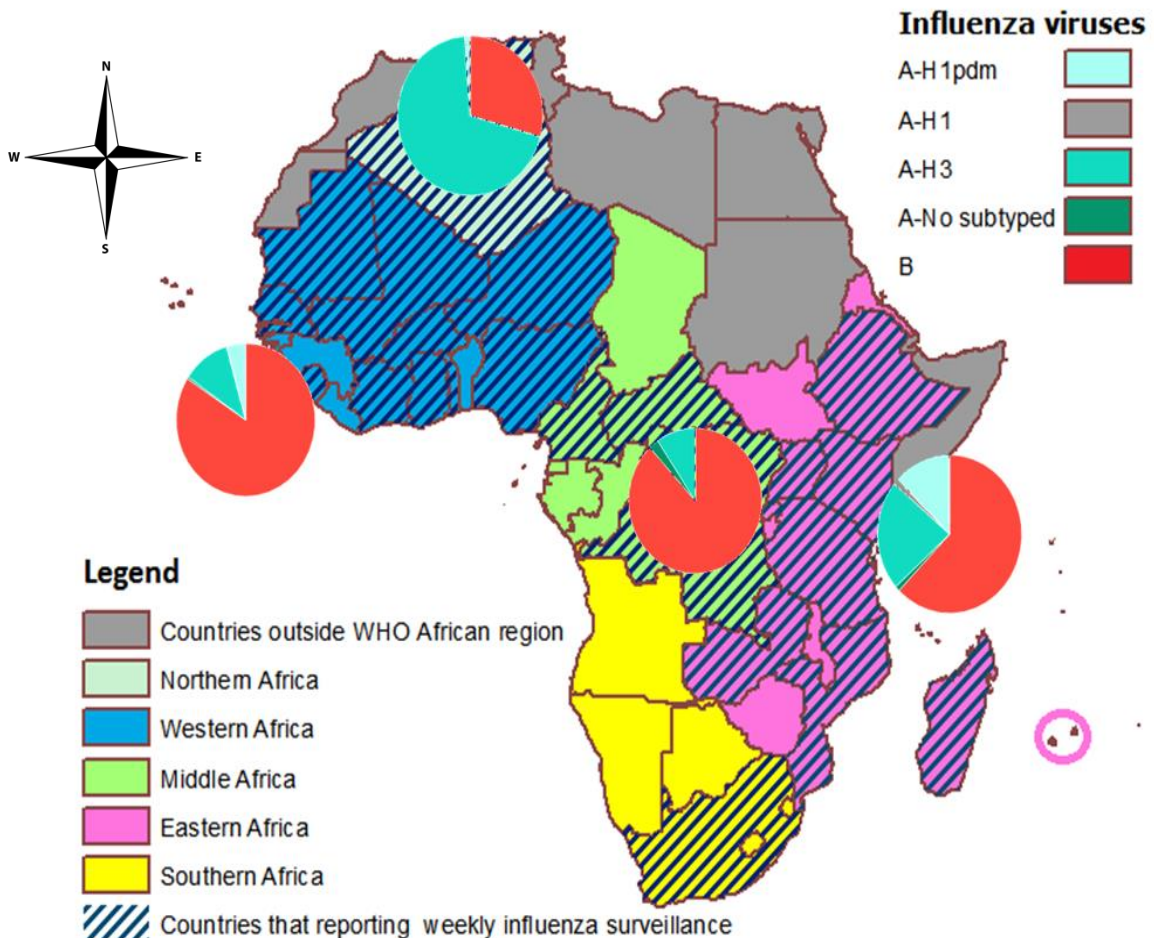 Influenza viruses
A-H1pdm
A-H1
A-H3
A-No subtyped
B
N
W
E
S
Legend
Countries outside WHO African region
Northern Africa
Western Africa
Middle Africa
Eastern Africa
Southern Africa
Countries that reporting weekly influenza surveillance